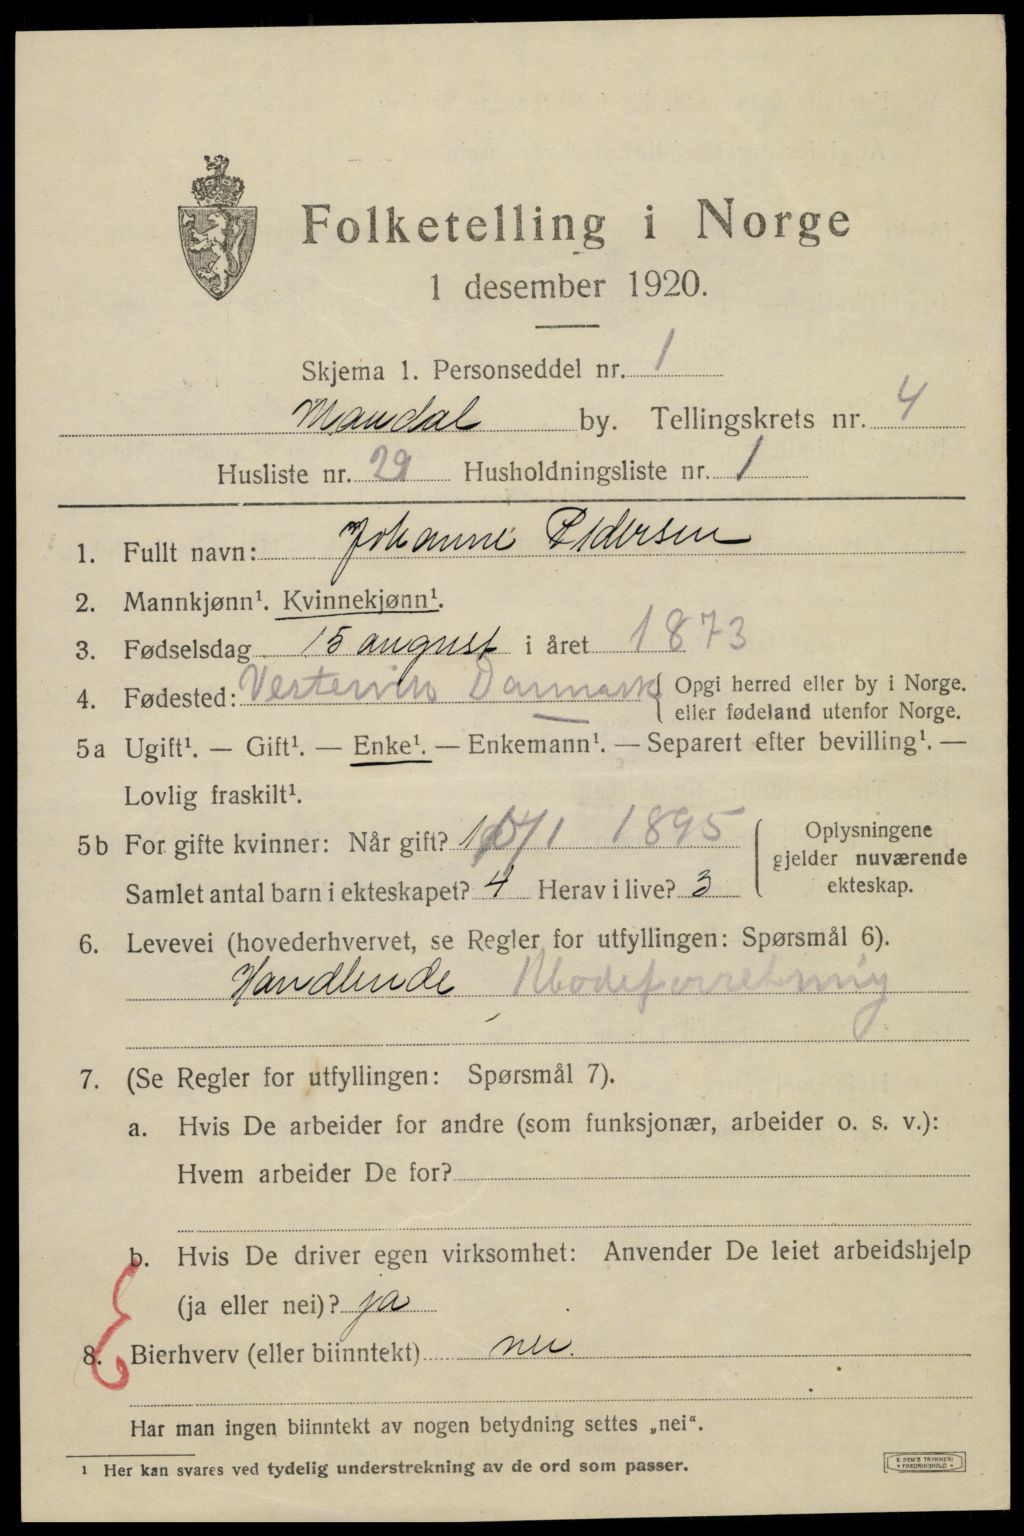 Folketelling i Norge
1 desember 1920.
Skjema 1. Personseddel nr. 1
Mandal by. Tellingskrets nr. 4
Husliste nr. 29 Husholdningsliste nr. 1
1. Fullt navn: Johanne Pedersen
2. Mannkjønn¹. Kvinnekjønn¹.
3. Fødselsdag 15 august i året 1873
4. Fødested: Danmark { Opgi herred eller by i Norge.
eller fødeland utenfor Norge.
5a Ugift¹. — Gift¹. — Enke¹. — Enkemann¹. — Separert efter bevilling¹. —
Lovlig fraskilt¹.
5b For gifte kvinner: Når gift? 1895 { Oplysningene
gjelder nuværende
ekteskap.
Samlet antal barn i ekteskapet? 4 Herav i live? 3
6. Levevei (hovederhvervet, se Regler for utfyllingen: Spørsmål 6).
Handlende Modeforretning
7. (Se Regler for utfyllingen: Spørsmål 7).
a. Hvis De arbeider for andre (som funksjonær, arbeider o. s. v.):
Hvem arbeider De for?
b. Hvis De driver egen virksomhet: Anvender De leiet arbeidshjelp
(ja eller nei)? ja
8. Bierhverv (eller biinntekt) nei.
Har man ingen biinntekt av nogen betydning settes „nei“.
¹ Her kan svares ved tydelig understrekning av de ord som passer.
E. SEM'S TRYKKERI
• FREDRIKSHALD •